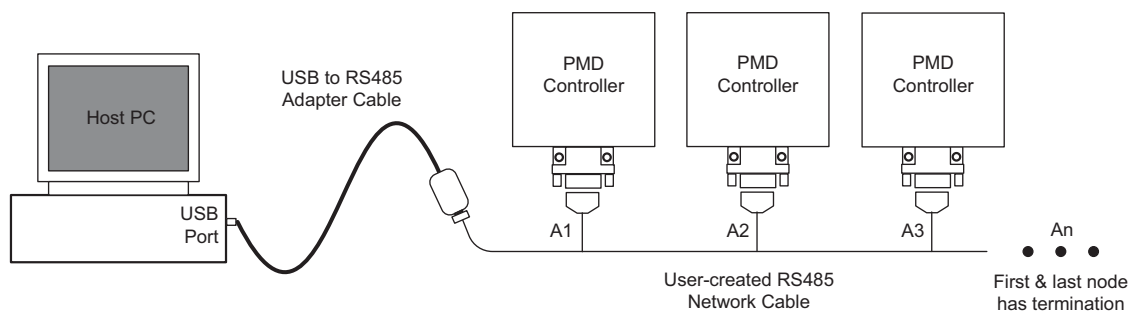 Host PC
USB
Port
USB to RS485
Adapter Cable
PMD
Controller
PMD
Controller
PMD
Controller
A1
A2
A3
An
User-created RS485
Network Cable
First & last node
has termination